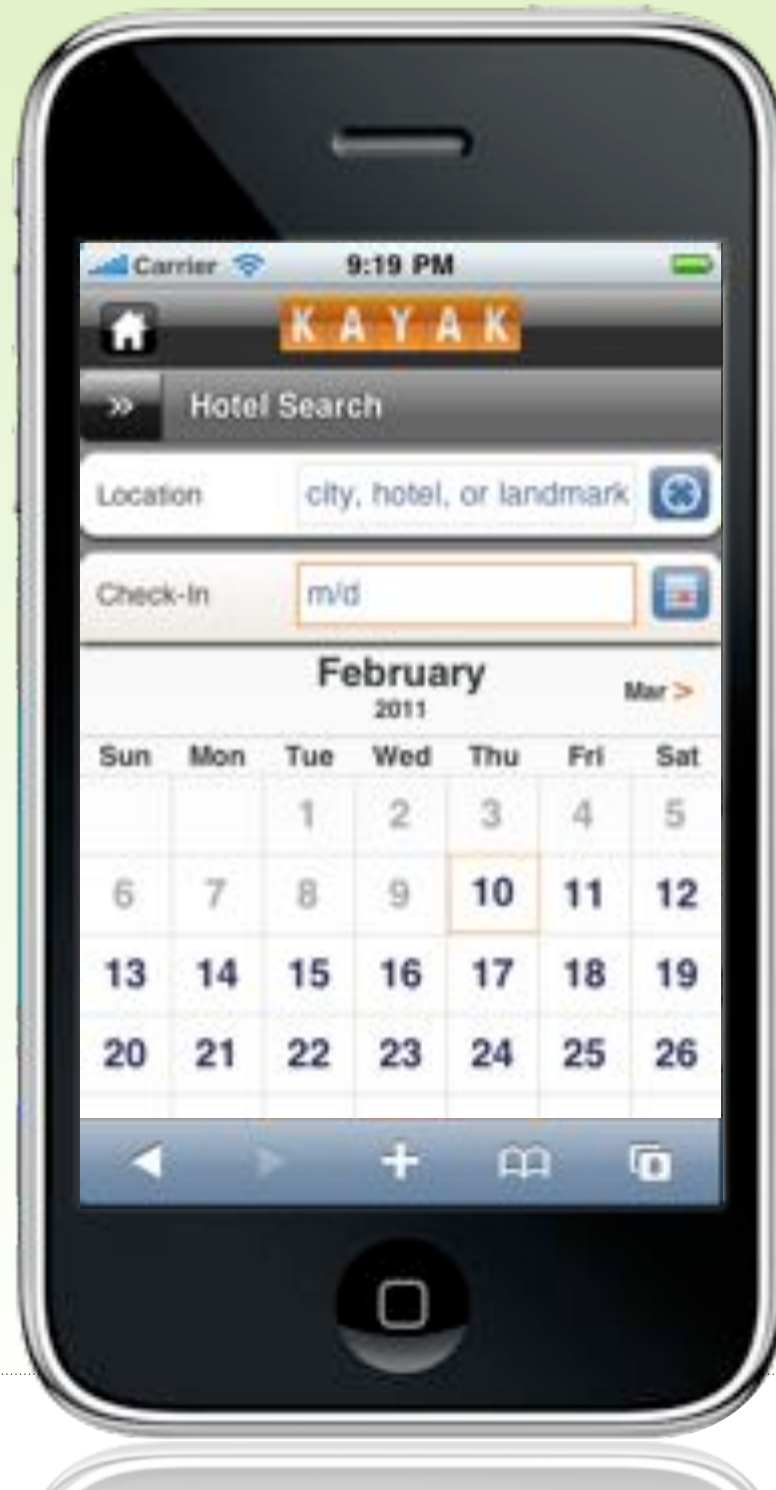 Carrier 9:19 PM
KAYAK
» Hotel Search
Location city, hotel, or landmark
Check-In m/d
February Mar >
2011
Sun Mon Tue Wed Thu Fri Sat
1 2 3 4 5
6 7 8 9 10 11 12
13 14 15 16 17 18 19
20 21 22 23 24 25 26